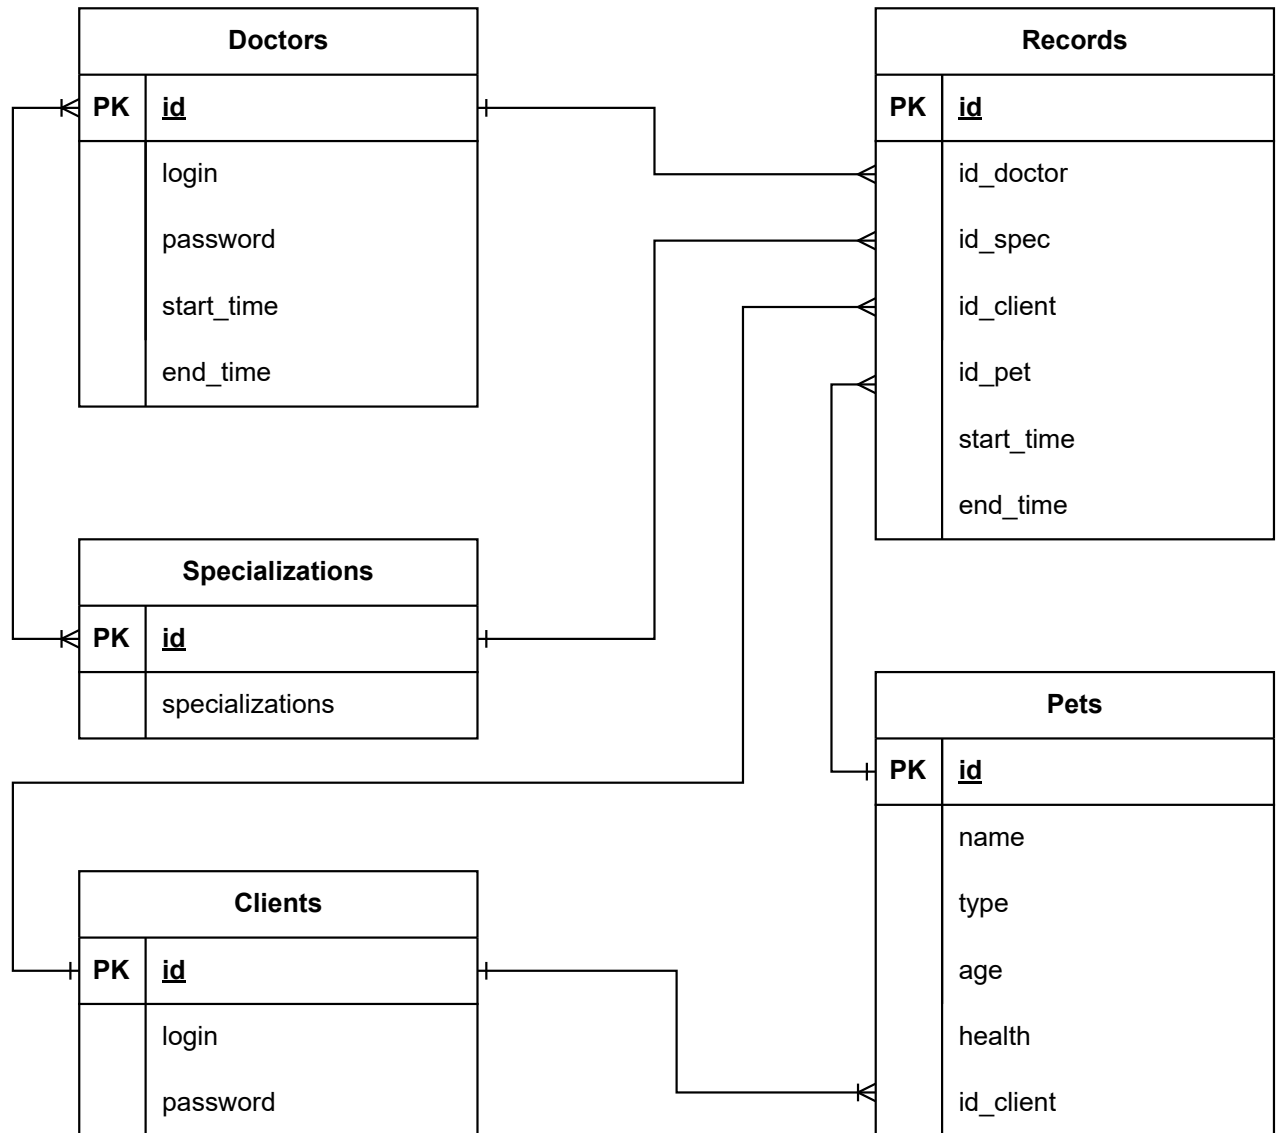 Doctors
PK id
login
password
start_time
end_time
Records
PK id
id_doctor
id_spec
id_client
id_pet
start_time
end_time
Specializations
PK id
specializations
Pets
PK id
name
type
age
health
id_client
Clients
PK id
login
password